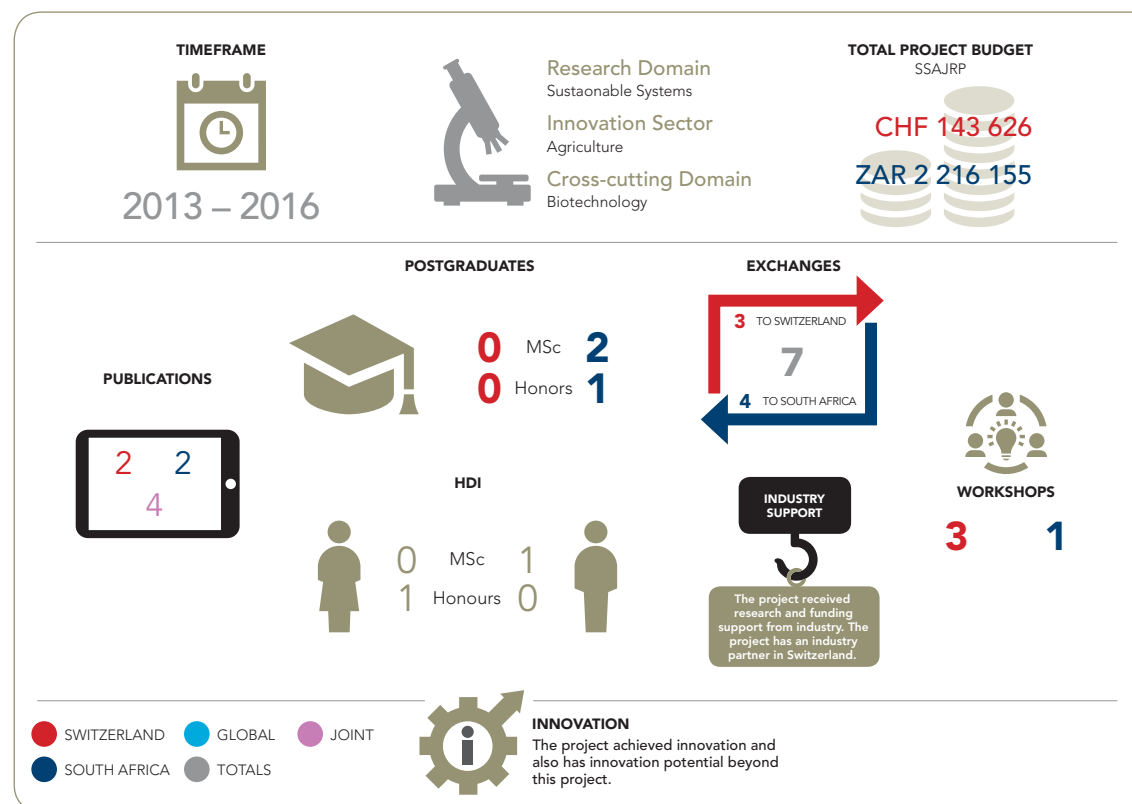 TIMEFRAME
2013 – 2016
Research Domain
Sustaonable Systems
Innovation Sector
Agriculture
Cross-cutting Domain
Biotechnology
TOTAL PROJECT BUDGET
SSAJRP
CHF 143 626
ZAR 2 216 155
PUBLICATIONS
2 2
4
POSTGRADUATES
0 MSc 2
0 Honors 1
HDI
0 MSc 1
1 Honours 0
EXCHANGES
3 TO SWITZERLAND
7
4 TO SOUTH AFRICA
INDUSTRY
SUPPORT
The project received
research and funding
support from industry. The
project has an industry
partner in Switzerland.
WORKSHOPS
3 1
SWITZERLAND GLOBAL JOINT
SOUTH AFRICA TOTALS
i
INNOVATION
The project achieved innovation and
also has innovation potential beyond
this project.